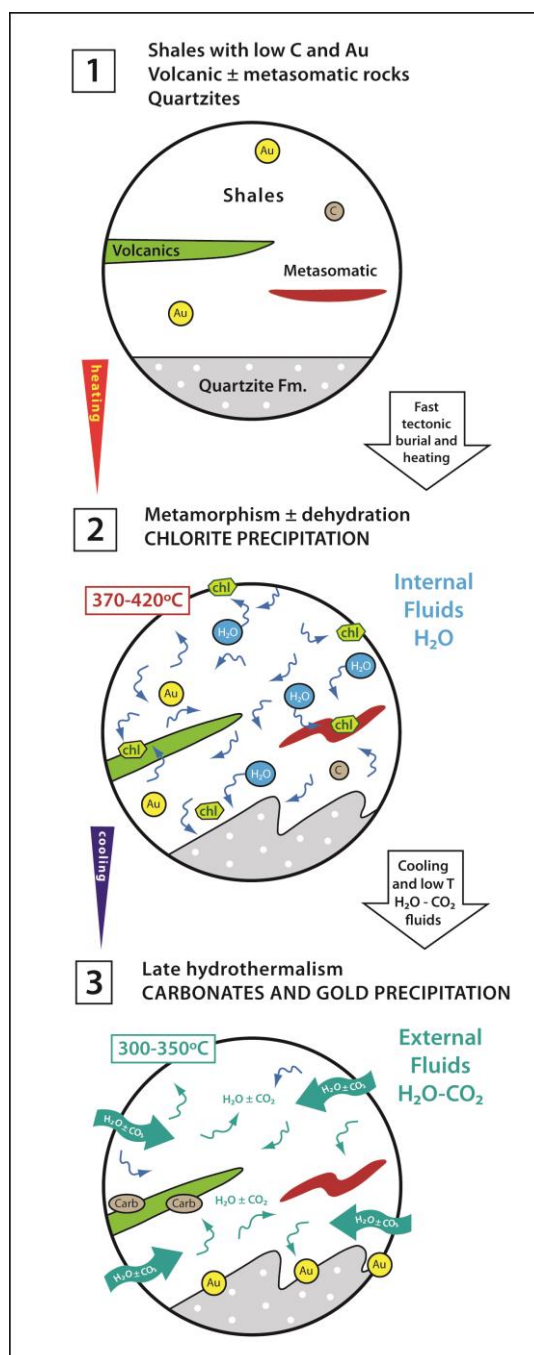 1
Shales with low C and Au
Volcanic ± metasomatic rocks
Quartzites
Au
Shales
C
Volcanics
Metasomatic
Au
Quartzite Fm.
heating
Fast
tectonic
burial and
heating
2
Metamorphism ± dehydration
CHLORITE PRECIPITATION
370-420ºC
Internal
Fluids
H₂O
chl
H₂O
chl
H₂O
Au
H₂O
chl
chl
H₂O
C
Au
chl
cooling
Cooling
and low T
H₂O - CO₂
fluids
3
Late hydrothermalism
CARBONATES AND GOLD PRECIPITATION
300-350ºC
External
Fluids
H₂O-CO₂
H₂O ± CO₂
H₂O ± CO₂
H₂O ± CO₂
Carb
Carb
H₂O ± CO₂
H₂O ± CO₂
H₂O ± CO₂
Au
Au
Au